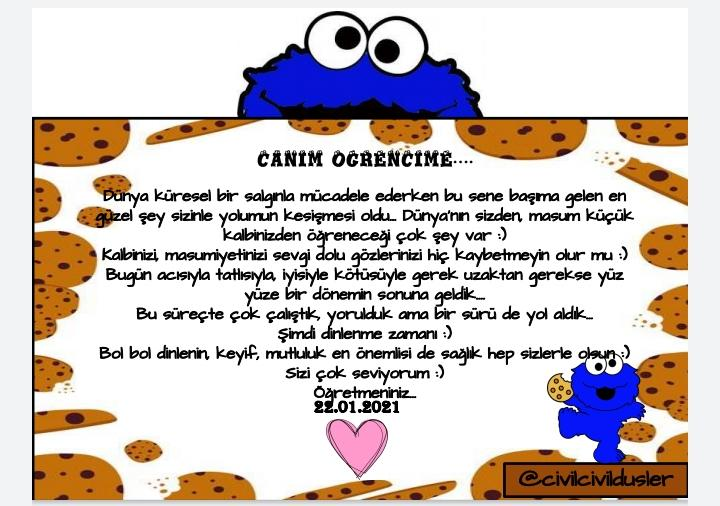 CANIM ÖĞRENCİME....
Dünya küresel bir salgınla mücadele ederken bu sene başıma gelen en
güzel şey sizinle yolumun kesişmesi oldu... Dünya'nın sizden, masum küçük
kalbinizden öğreneceği çok şey var :)
Kalbinizi, masumiyetinizi sevgi dolu gözlerinizi hiç kaybetmeyin olur mu :)
Bugün acısıyla tatlısıyla, iyisiyle kötüsüyle gerek uzaktan gerekse yüz
yüze bir dönemin sonuna geldik....
Bu süreçte çok çalıştık, yorulduk ama bir sürü de yol aldik...
Şimdi dinlenme zamanı :)
Bol bol dinlenin, keyif, mutluluk en önemlisi de sağlık hep sizlerle olsun :)
Sizi çok seviyorum :)
Öğretmeniniz...
22.01.2021
@civilcivildusler